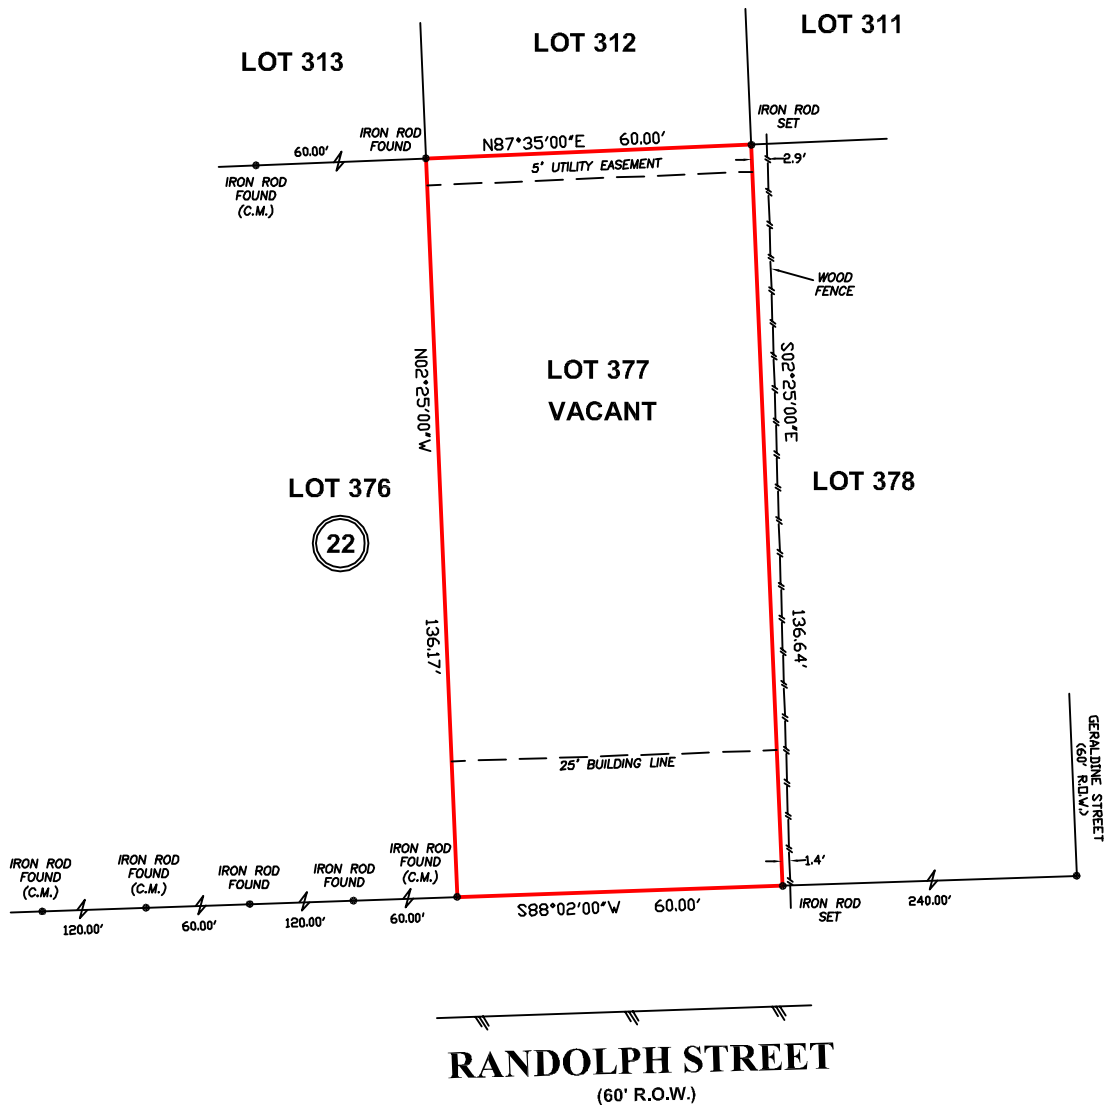 LOT 313
LOT 312
LOT 311
IRON ROD
FOUND
N87°35'00"E
60.00'
IRON ROD
SET
60.00'
5' UTILITY EASEMENT
2.9'
IRON ROD
FOUND
(C.M.)
WOOD
FENCE
N02°25'00"W
S02°25'00"E
LOT 377
VACANT
LOT 376
22
LOT 378
136.17'
136.64'
25' BUILDING LINE
GERALDINE STREET
(60' R.O.W.)
IRON ROD
FOUND
(C.M.)
IRON ROD
FOUND
(C.M.)
IRON ROD
FOUND
IRON ROD
FOUND
IRON ROD
FOUND
(C.M.)
1.4'
120.00'
60.00'
120.00'
60.00'
S88°02'00"W
60.00'
IRON ROD
SET
240.00'
RANDOLPH STREET
(60' R.O.W.)